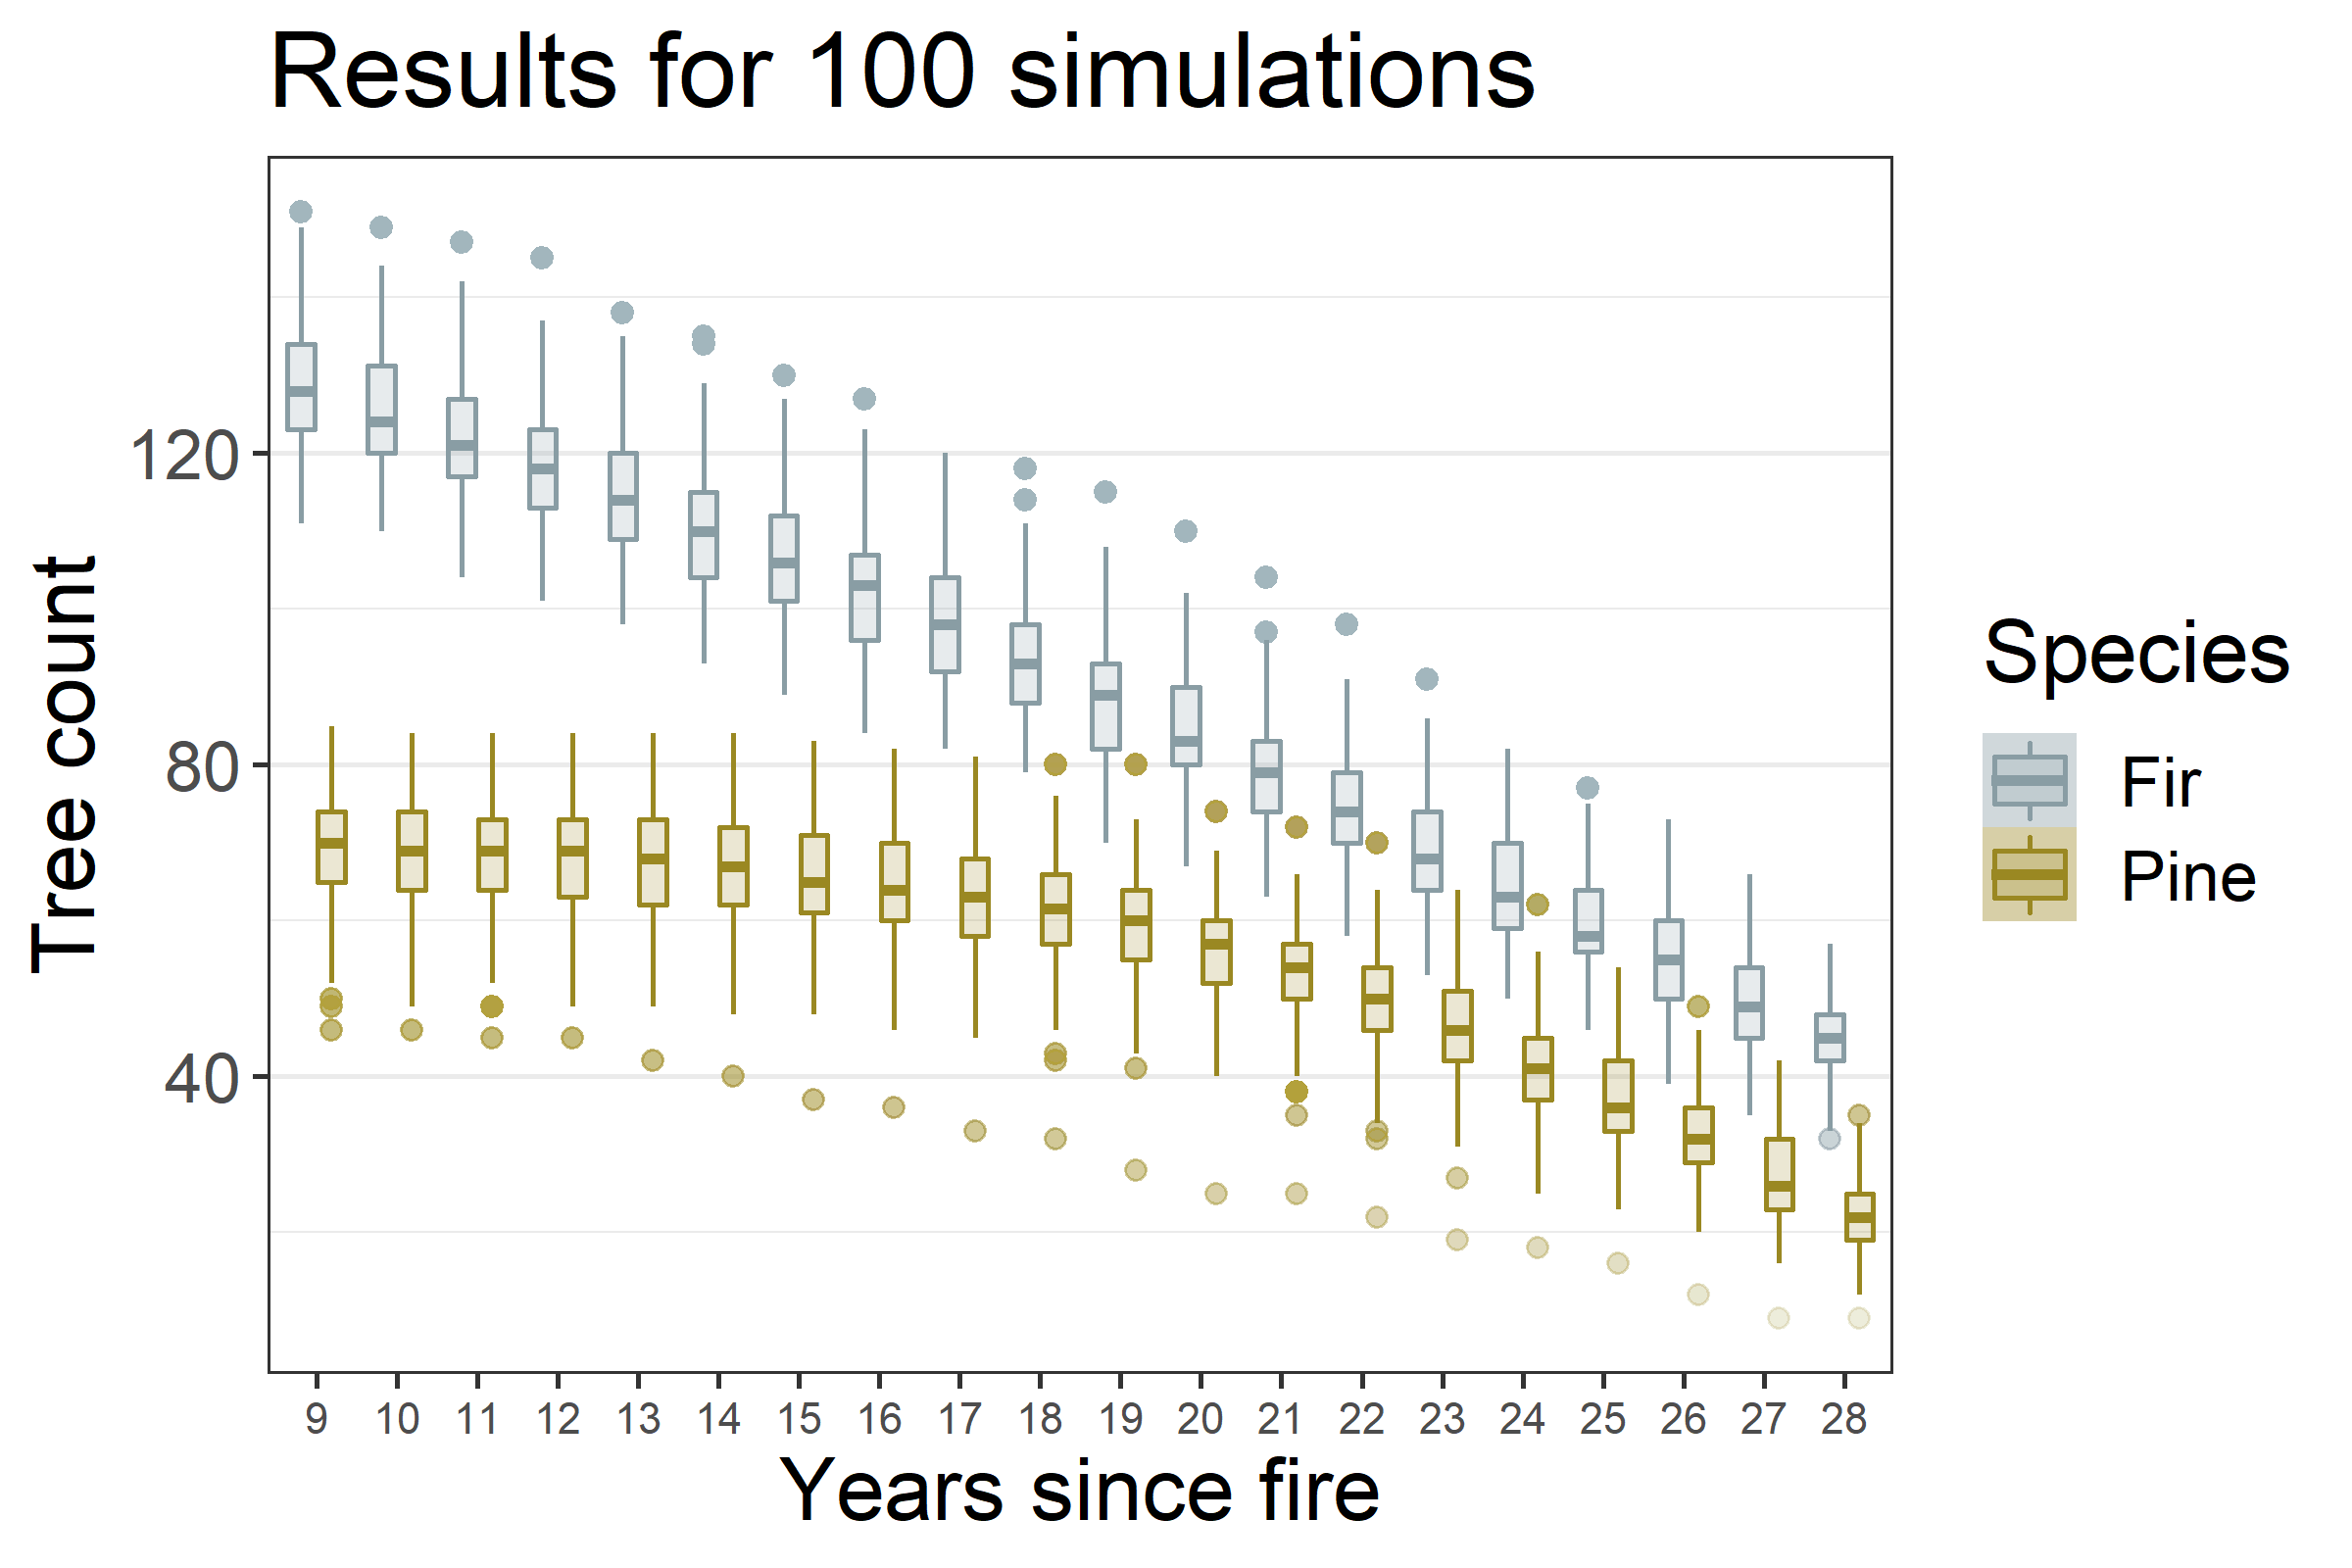 Results for 100 simulations
Tree count
120
80
40
9 10 11 12 13 14 15 16 17 18 19 20 21 22 23 24 25 26 27 28
Years since fire
Species
Fir
Pine